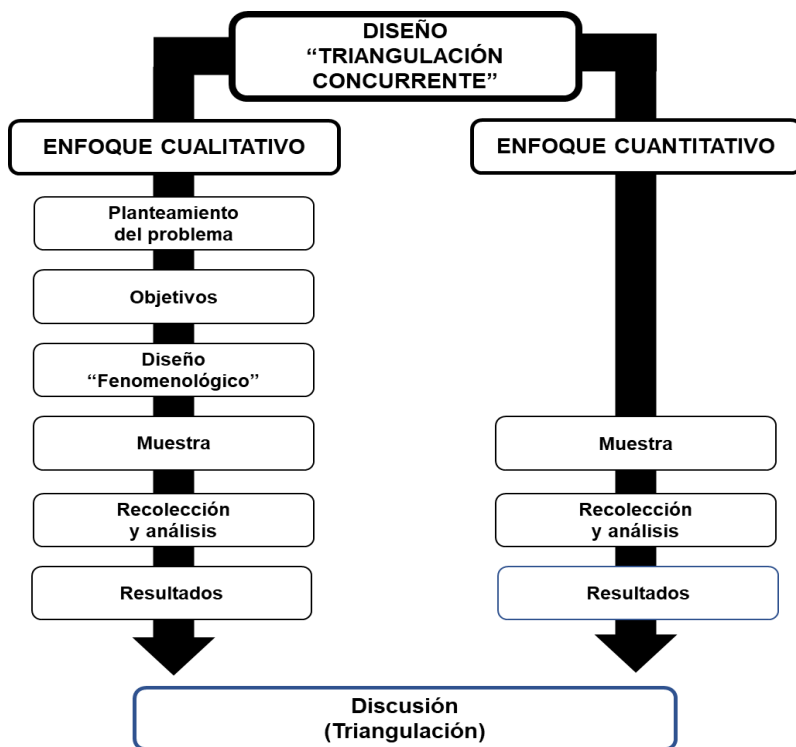 DISEÑO
“TRIANGULACIÓN
CONCURRENTE”
ENFOQUE CUALITATIVO
Planteamiento
del problema
Objetivos
Diseño
“Fenomenológico”
Muestra
Recolección
y análisis
Resultados
ENFOQUE CUANTITATIVO
Muestra
Recolección
y análisis
Resultados
Discusión
(Triangulación)